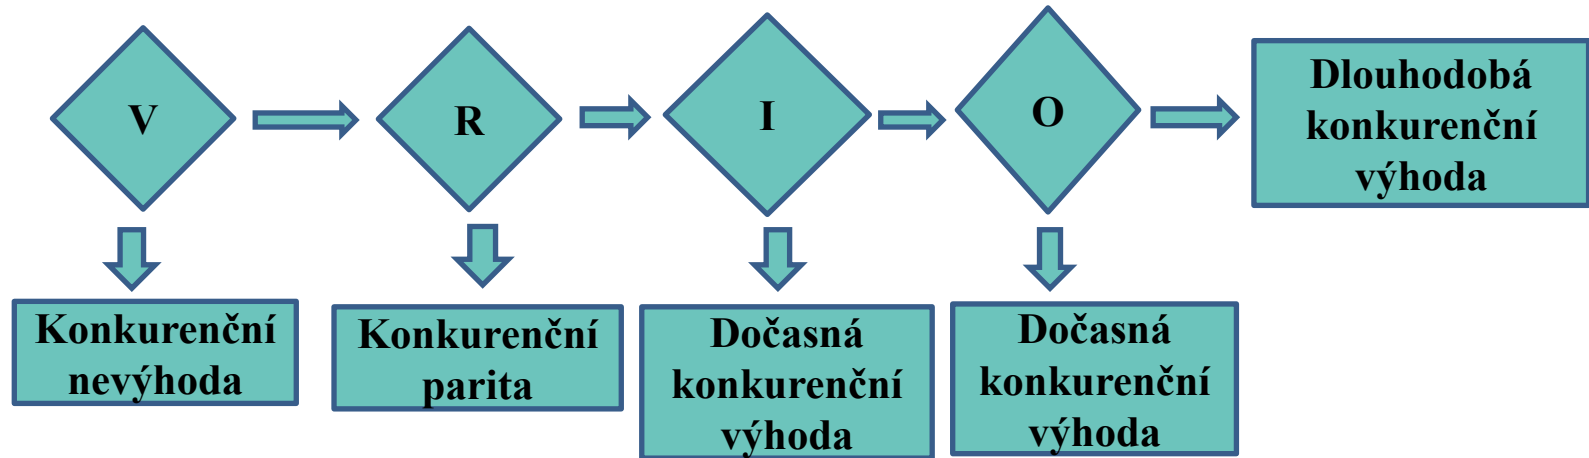 V
R
I
O
Dlouhodobá
konkurenční
výhoda
Konkurenční
nevýhoda
Konkurenční
parita
Dočasná
konkurenční
výhoda
Dočasná
konkurenční
výhoda